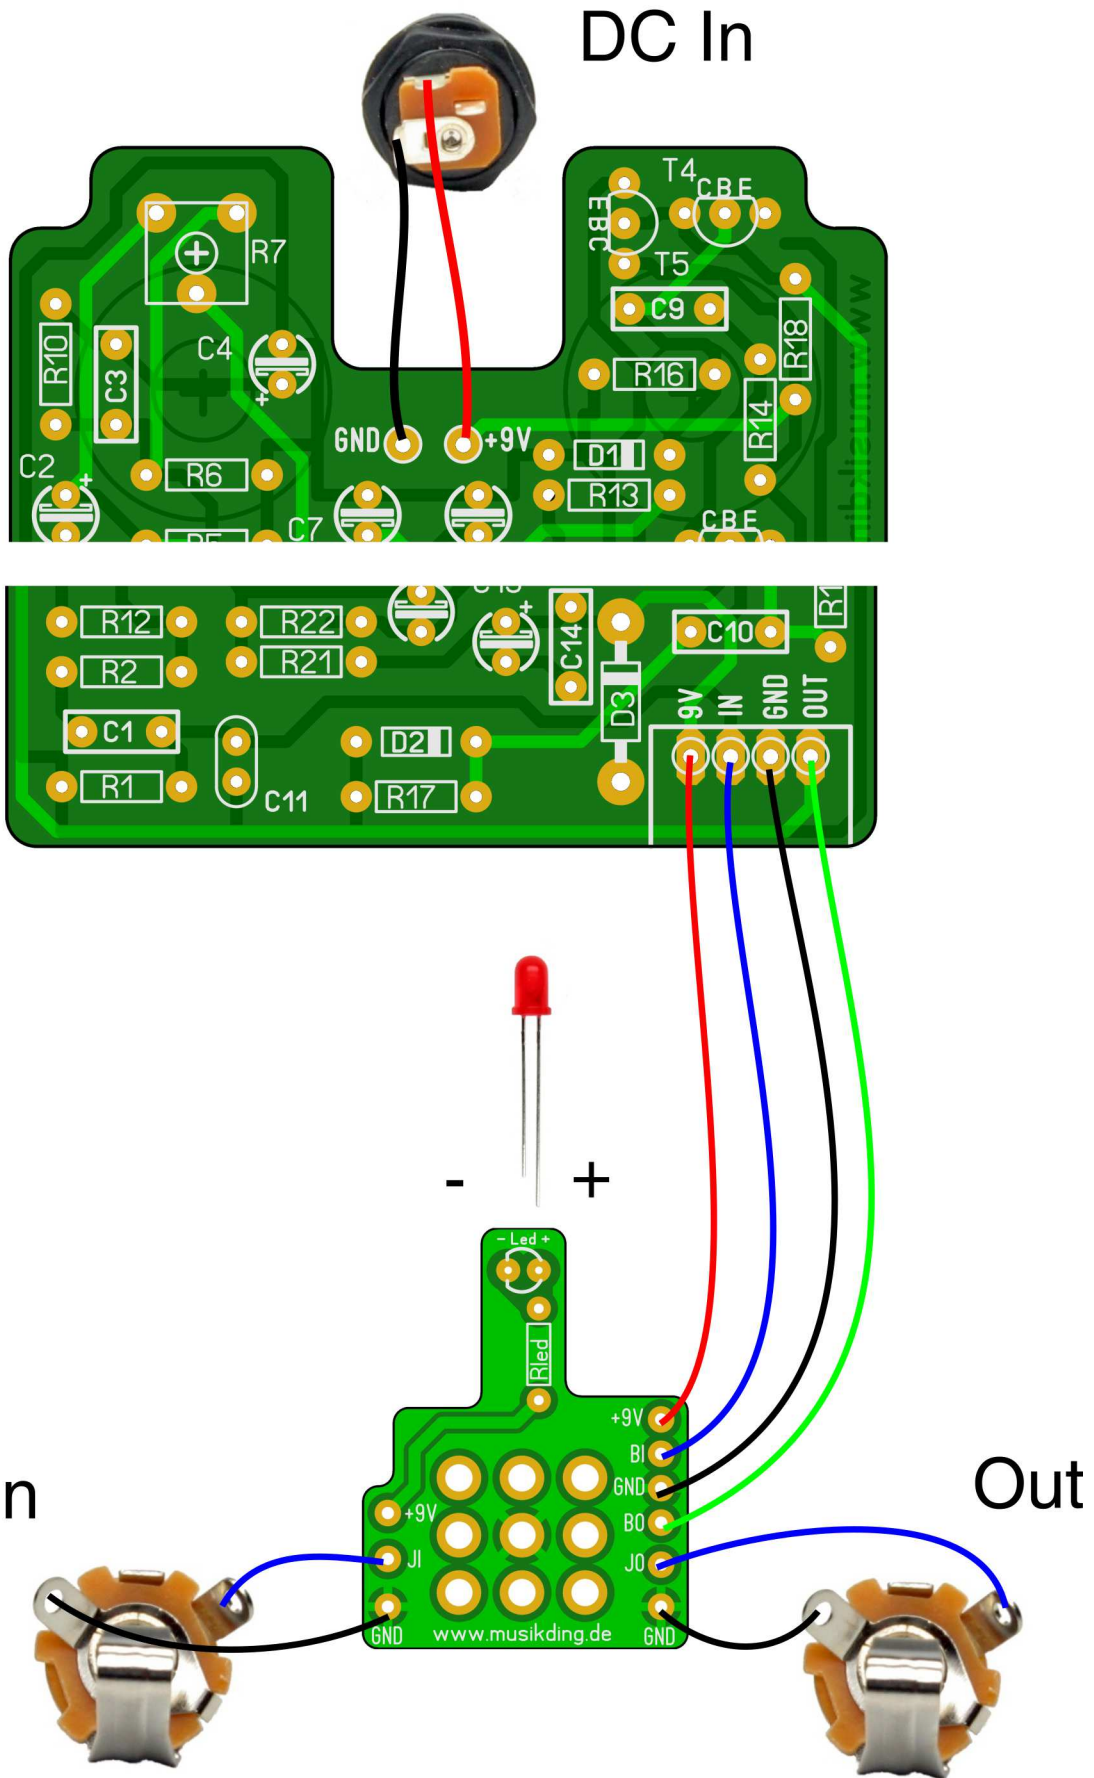 DC In
T4
CBE
EBC
T5
R7
C9
R10
C3
C4
+
R16
R18
R14
GND
+9V
D1
C2
+
R6
R13
C7
CBE
R12
R22
R2
R21
+
C14
C10
D3
9V
IN
GND
OUT
C1
D2
R1
C11
R17
- +
- Led +
Rled
+9V
BI
GND
BO
JO
GND
+9V
JI
GND
www.musikding.de
n
Out